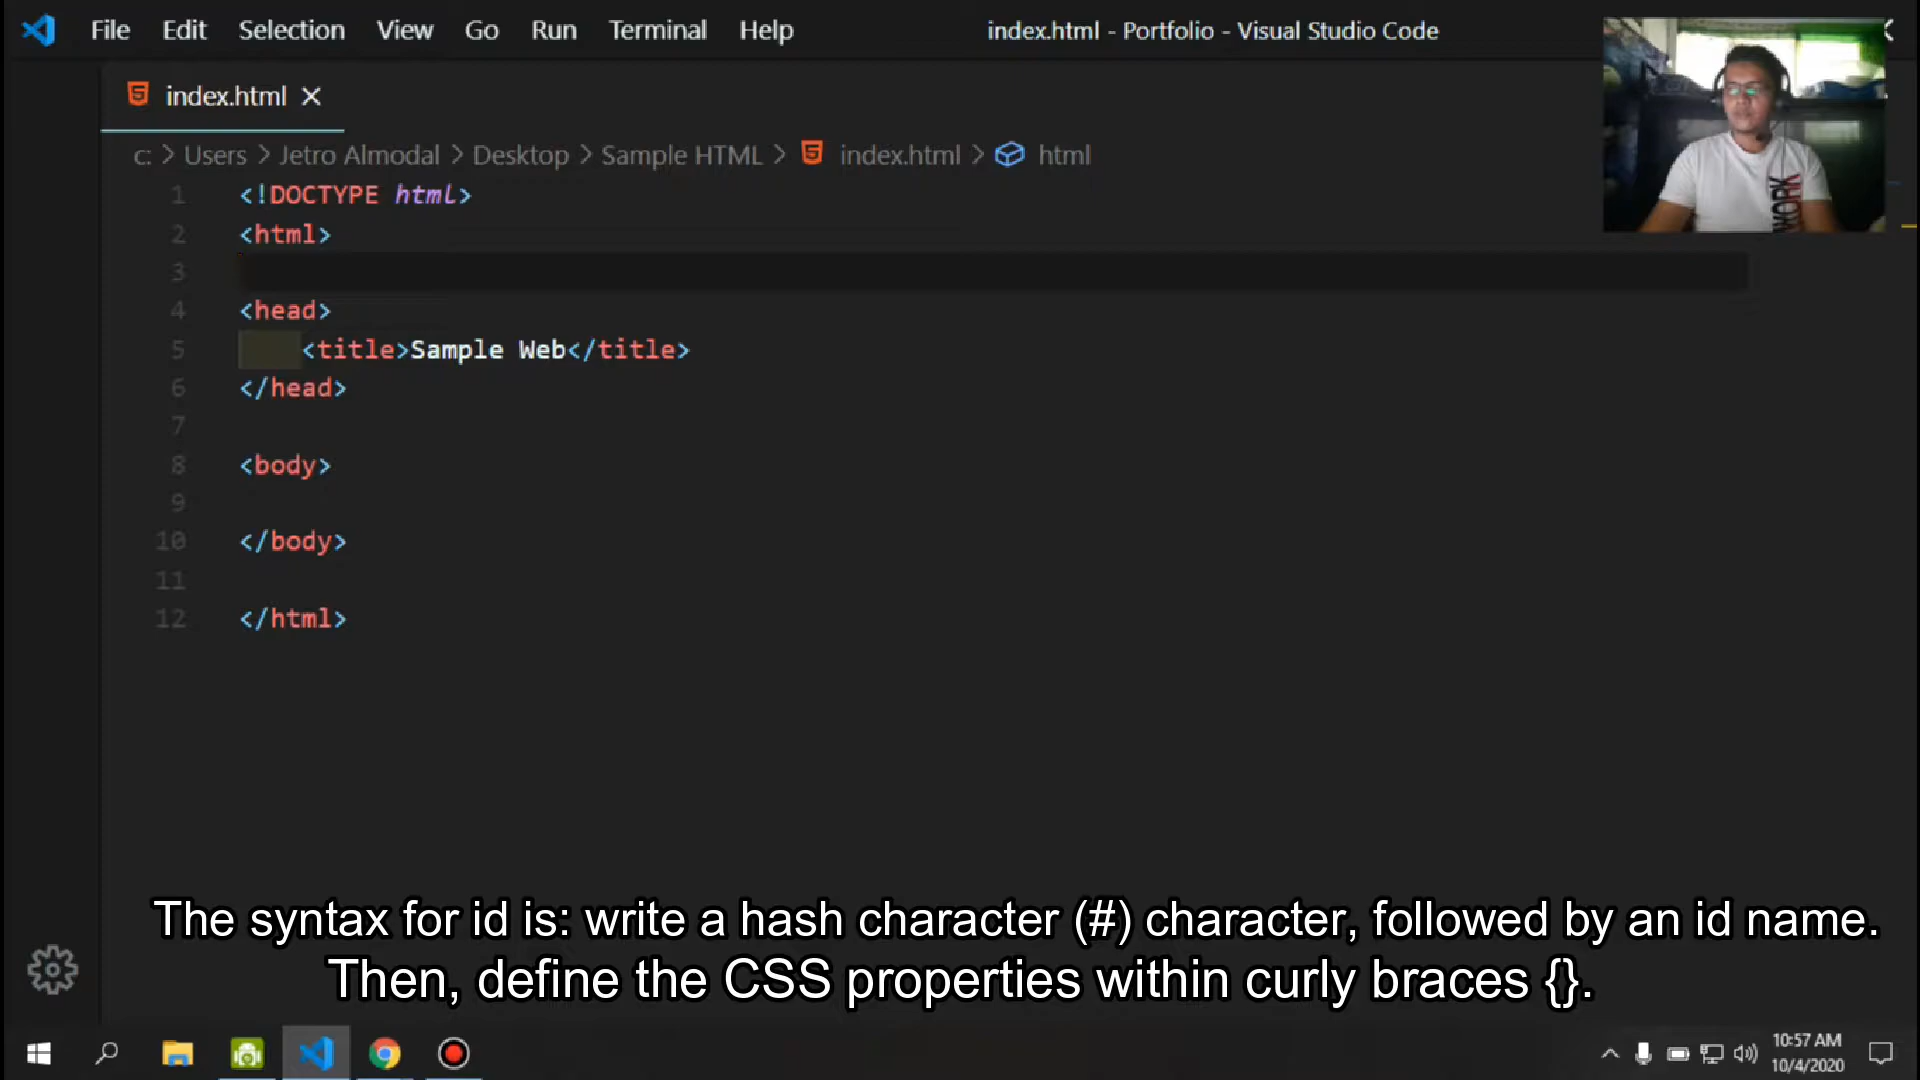 File Edit Selection View Go Run Terminal Help
index.html - Portfolio - Visual Studio Code
index.html
c: > Users > Jetro Almodal > Desktop > Sample HTML > index.html > html
1 <!DOCTYPE html>
2 <html>
3
4 <head>
5 <title>Sample Web</title>
6 </head>
7
8 <body>
9
10 </body>
11
12 </html>
WORK
The syntax for id is: write a hash character (#) character, followed by an id name.
Then, define the CSS properties within curly braces {}.
10:57 AM
10/4/2020